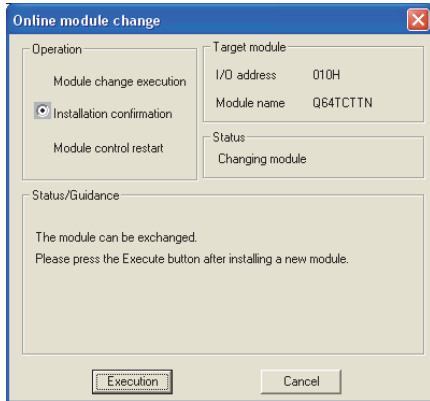 Online module change
Operation
Module change execution
Installation confirmation
Module control restart
Target module
I/O address 010H
Module name Q64TCTTN
Status
Changing module
Status/Guidance
The module can be exchanged.
Please press the Execute button after installing a new module.
Execution Cancel